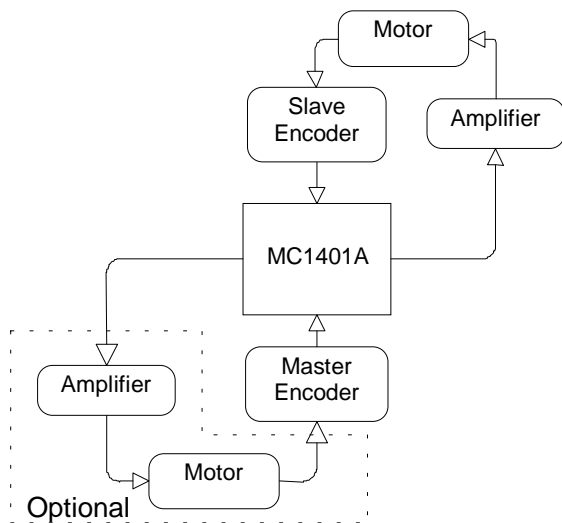 Motor
Slave
Encoder
Amplifier
MC1401A
Master
Encoder
Amplifier
Motor
Optional